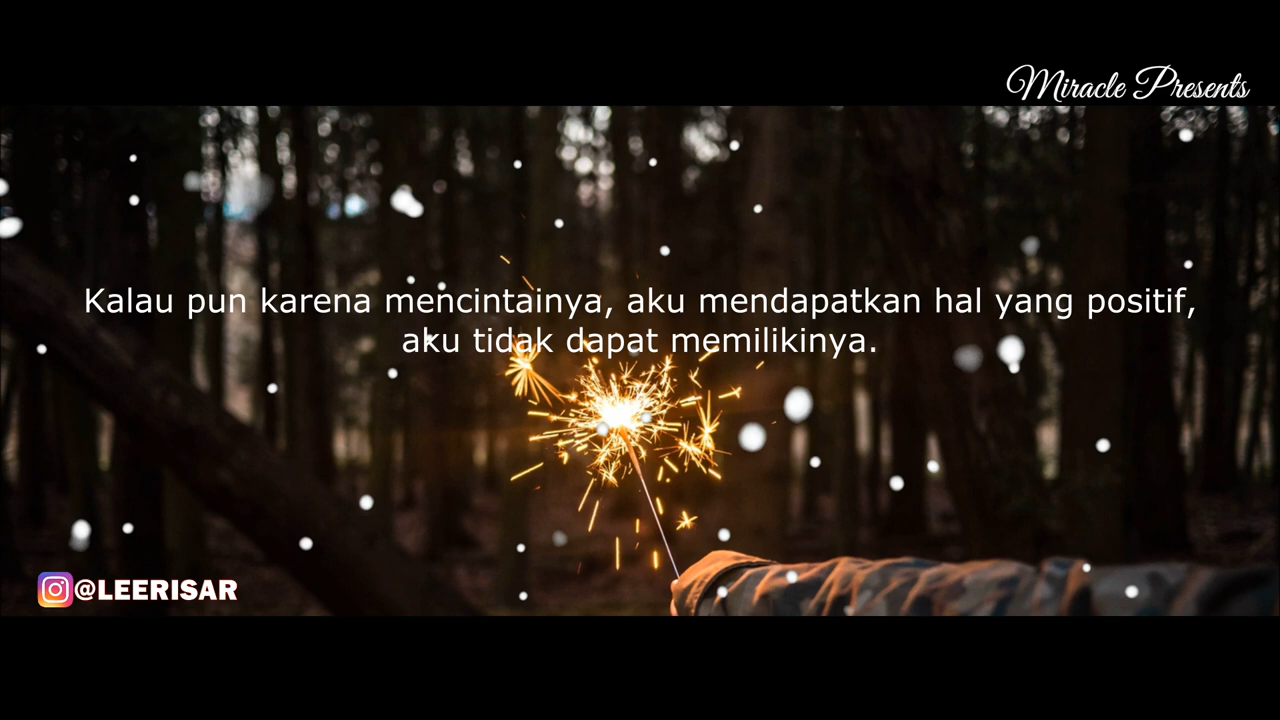 Miracle Presents
Kalau pun karena mencintainya, aku mendapatkan hal yang positif,
aku tidak dapat memilikinya.
@LEERISAR